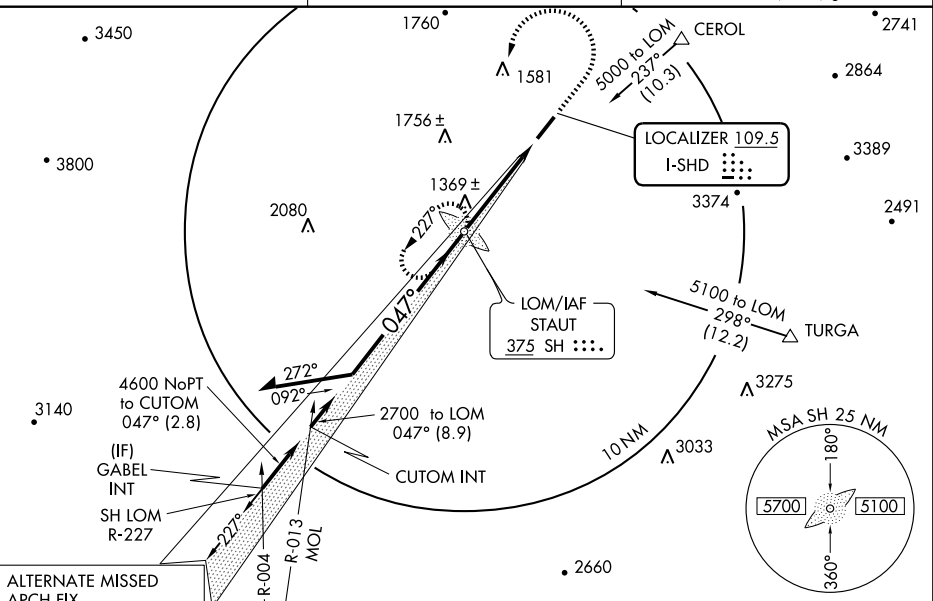 3450
1760
2741
CEROL
5000 to LOM
237°
(10.3)
1581
2864
1756 ±
LOCALIZER 109.5
I-SHD
3800
3389
1369 ±
3374
2080
227°
2491
047°
LOM/IAF
STAUT
375 SH
5100 to LOM
298°
(12.2)
TURGA
272°
092°
4600 NoPT
to CUTOM
047° (2.8)
2700 to LOM
047° (8.9)
3275
3140
10 NM
3033
MSA SH 25 NM
180°
(IF)
GABEL
INT
CUTOM INT
SH LOM
R-227
5700
5100
227°
R-004
R-013
MOL
360°
2660
ALTERNATE MISSED
APCH FIX